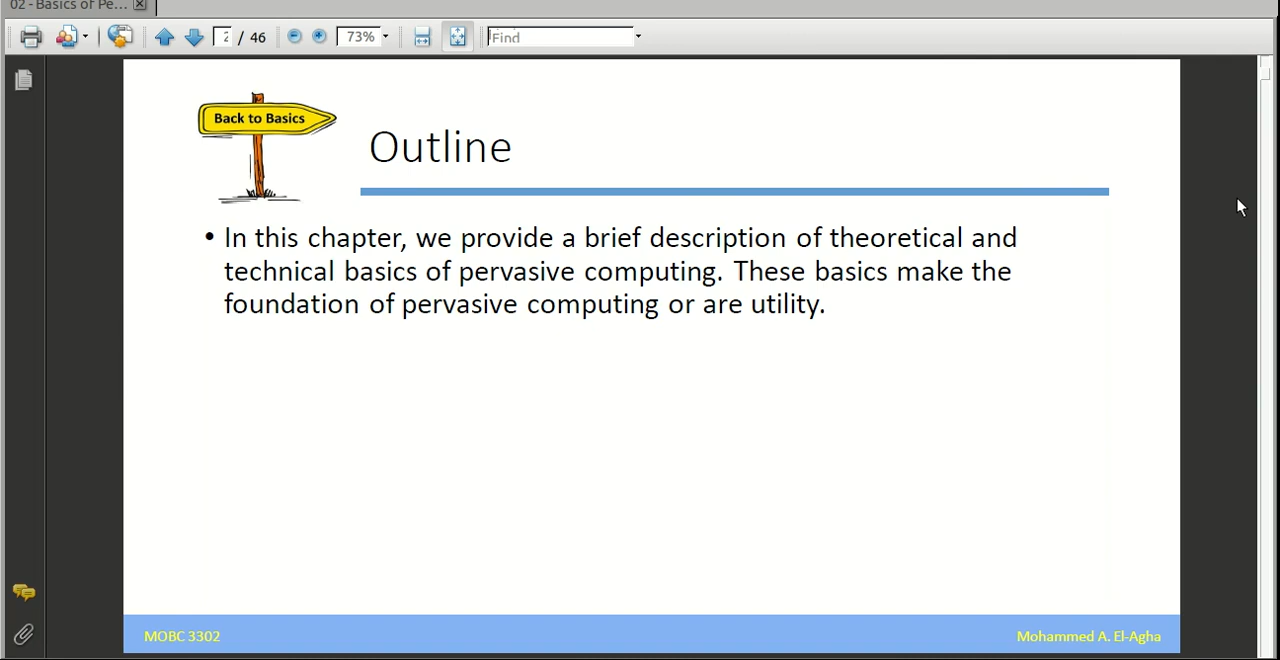 02 - Basics of Pe...
2 / 46
73%
Find
Back to Basics
Outline
• In this chapter, we provide a brief description of theoretical and
technical basics of pervasive computing. These basics make the
foundation of pervasive computing or are utility.
MOBC 3302
Mohammed A. El-Agha